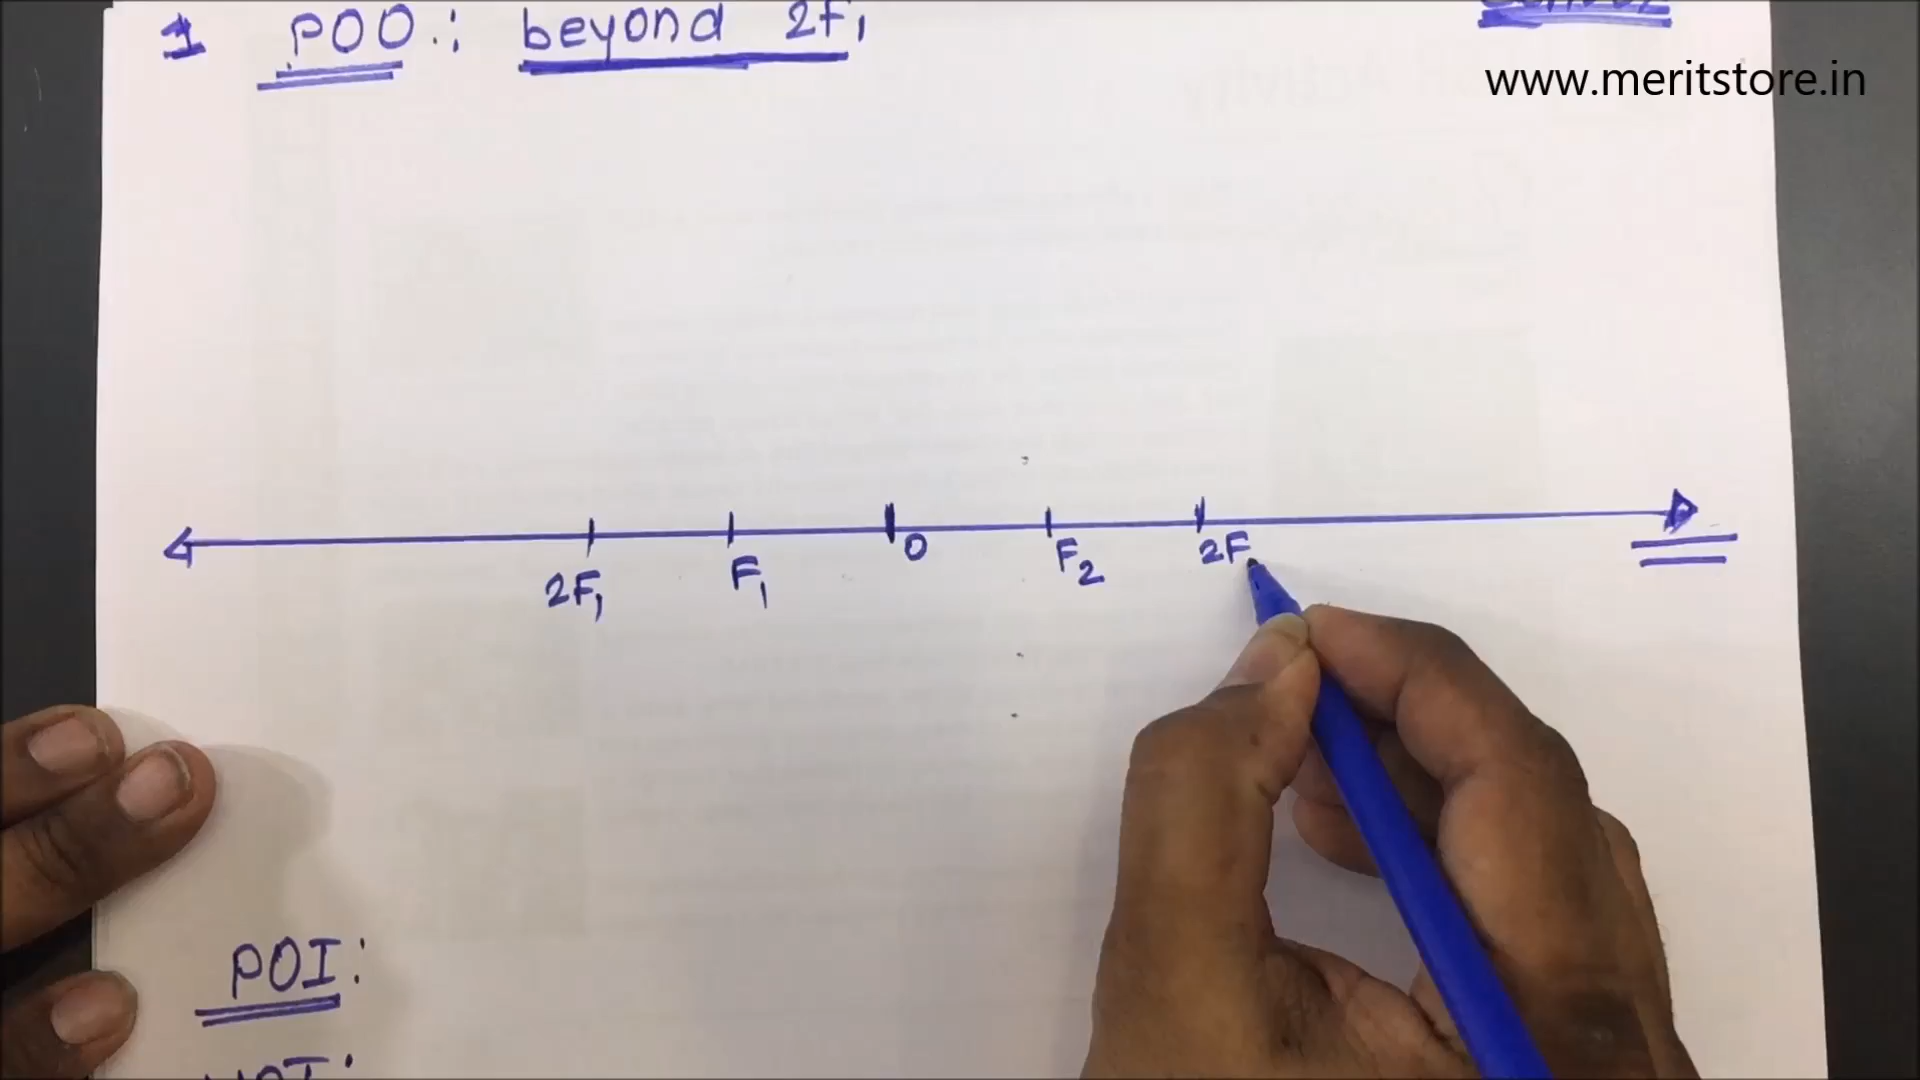 1 POO : beyond 2F₁
www.meritstore.in
2F₁ F₁ O F₂ 2F
POI :